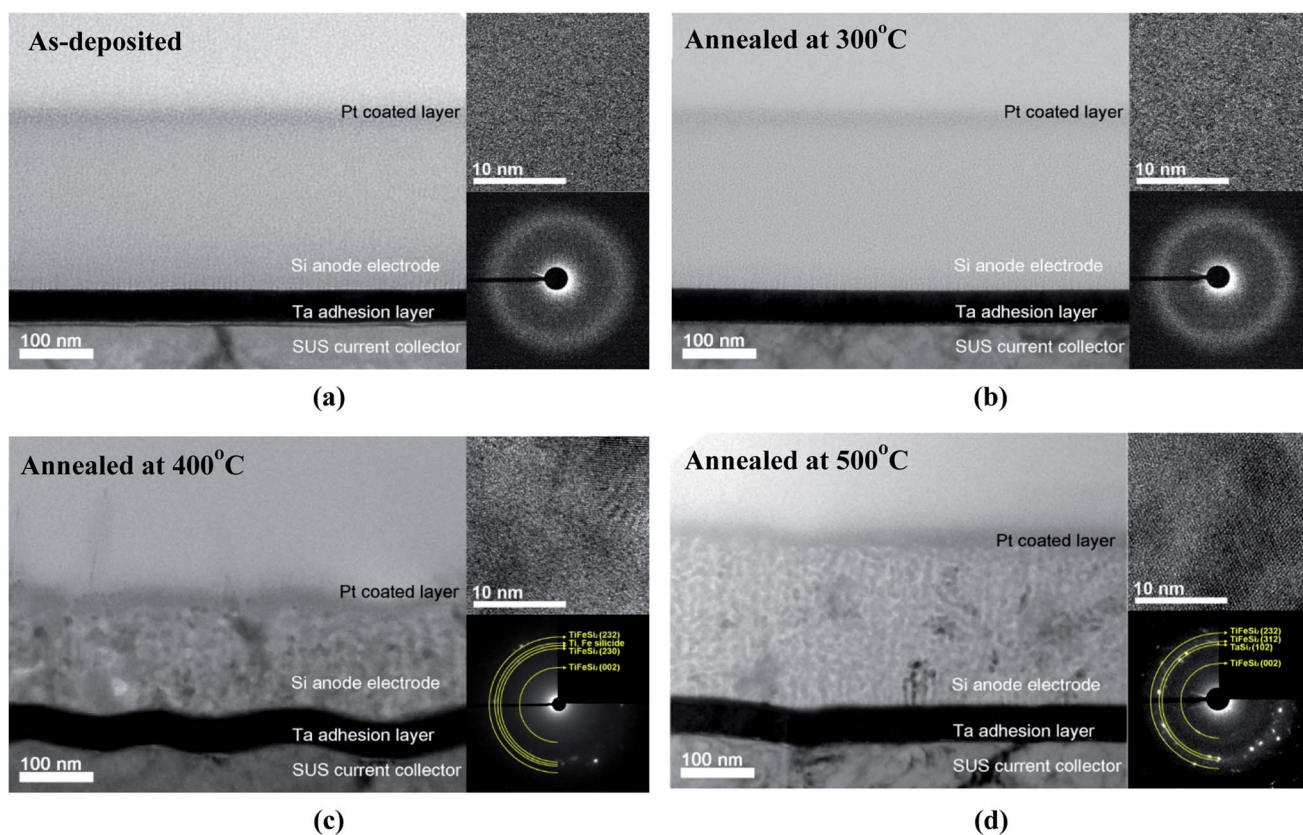 As-deposited
Pt coated layer
Si anode electrode
Ta adhesion layer
SUS current collector
100 nm
10 nm
(a)
Annealed at 300°C
Pt coated layer
Si anode electrode
Ta adhesion layer
SUS current collector
100 nm
10 nm
(b)
Annealed at 400°C
Pt coated layer
Si anode electrode
Ta adhesion layer
SUS current collector
100 nm
10 nm
TiFeSi₂(232)
Ti, Fe silicide
TiFeSi₂(230)
TiFeSi₂(002)
(c)
Annealed at 500°C
Pt coated layer
Si anode electrode
Ta adhesion layer
SUS current collector
100 nm
10 nm
TiFeSi₂(232)
TiFeSi₂(312)
TaSi₂(102)
TiFeSi₂(002)
(d)